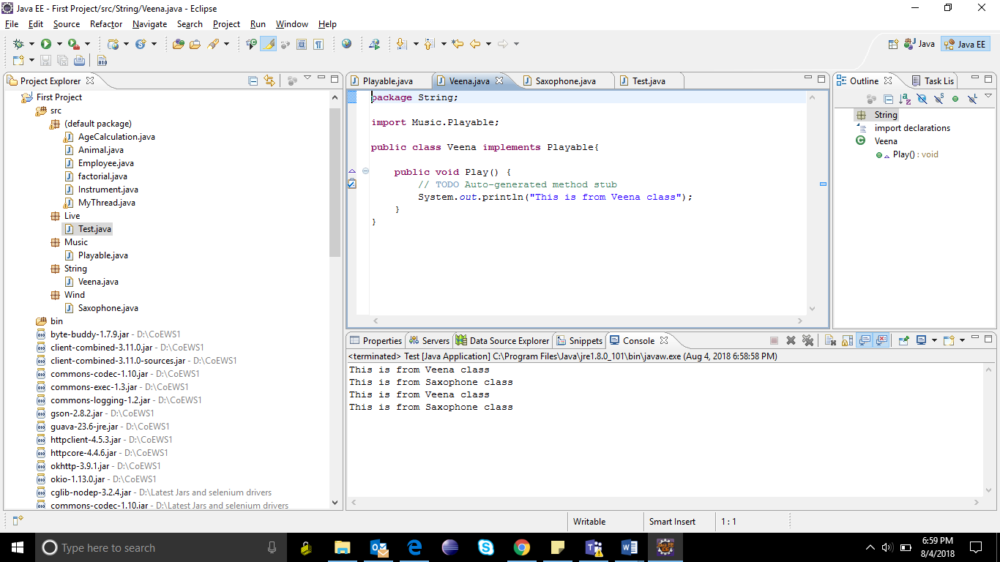 Java EE - First Project/src/String/Veena.java - Eclipse
File Edit Source Refactor Navigate Search Project Run Window Help
Java Java EE
Project Explorer
First Project
src
(default package)
AgeCalculation.java
Animal.java
Employee.java
factorial.java
Instrument.java
MyThread.java
Live
Test.java
Music
Playable.java
String
Veena.java
Wind
Saxophone.java
bin
byte-buddy-1.7.9.jar - D:\CoEWS1
client-combined-3.11.0.jar - D:\CoEWS1
client-combined-3.11.0-sources.jar - D:\CoEWS1
commons-codec-1.10.jar - D:\CoEWS1
commons-exec-1.3.jar - D:\CoEWS1
commons-logging-1.2.jar - D:\CoEWS1
gson-2.8.2.jar - D:\CoEWS1
guava-23.6-jre.jar - D:\CoEWS1
httpclient-4.5.3.jar - D:\CoEWS1
httpcore-4.4.6.jar - D:\CoEWS1
okhttp-3.9.1.jar - D:\CoEWS1
okio-1.13.0.jar - D:\CoEWS1
cglib-nodep-3.2.4.jar - D:\Latest Jars and selenium drivers
commons-codec-1.10.jar - D:\Latest Jars and selenium drivers
Playable.java Veena.java Saxophone.java Test.java
package String;
import Music.Playable;
public class Veena implements Playable{
public void Play() {
// TODO Auto-generated method stub
System.out.println("This is from Veena class");
}
}
Outline Task Lis
String
import declarations
Veena
Play() : void
Properties Servers Data Source Explorer Snippets Console
<terminated> Test [Java Application] C:\Program Files\Java\jre1.8.0_101\bin\javaw.exe (Aug 4, 2018 6:58:58 PM)
This is from Veena class
This is from Saxophone class
This is from Veena class
This is from Saxophone class
Writable Smart Insert 1 : 1
Type here to search
6:59 PM
8/4/2018